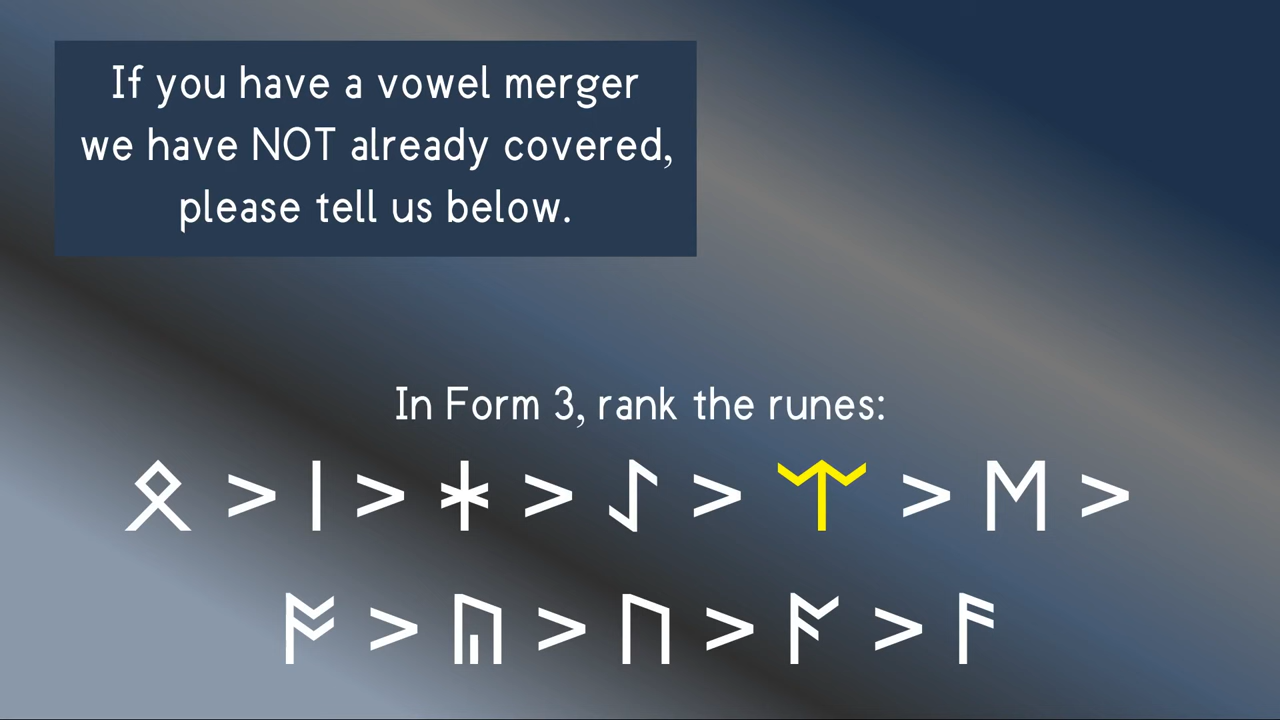 If you have a vowel merger
we have NOT already covered,
please tell us below.
In Form 3, rank the runes:
ᛟ > ᛁ > ᛡ > ᛇ > ᛠ > ᛖ >
ᚩ > ᚣ > ᚢ > ᚪ > ᚫ